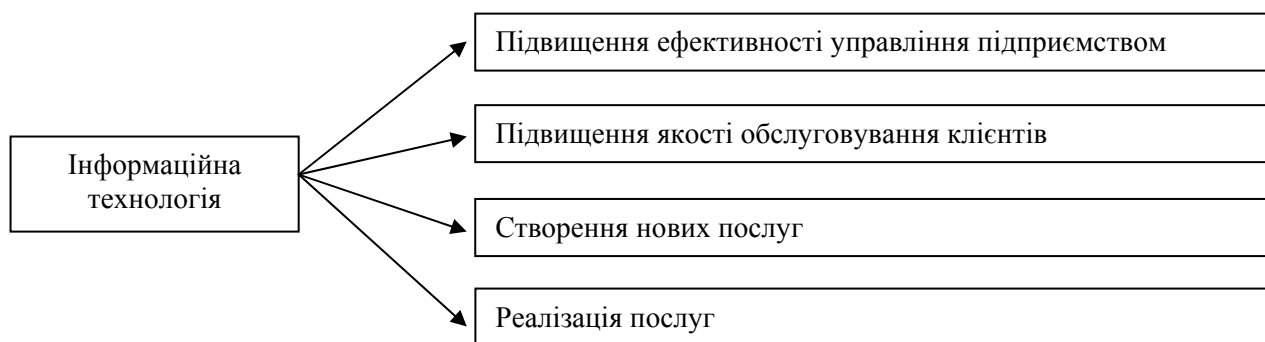 Підвищення ефективності управління підприємством
Підвищення якості обслуговування клієнтів
Інформаційна
технологія
Створення нових послуг
Реалізація послуг